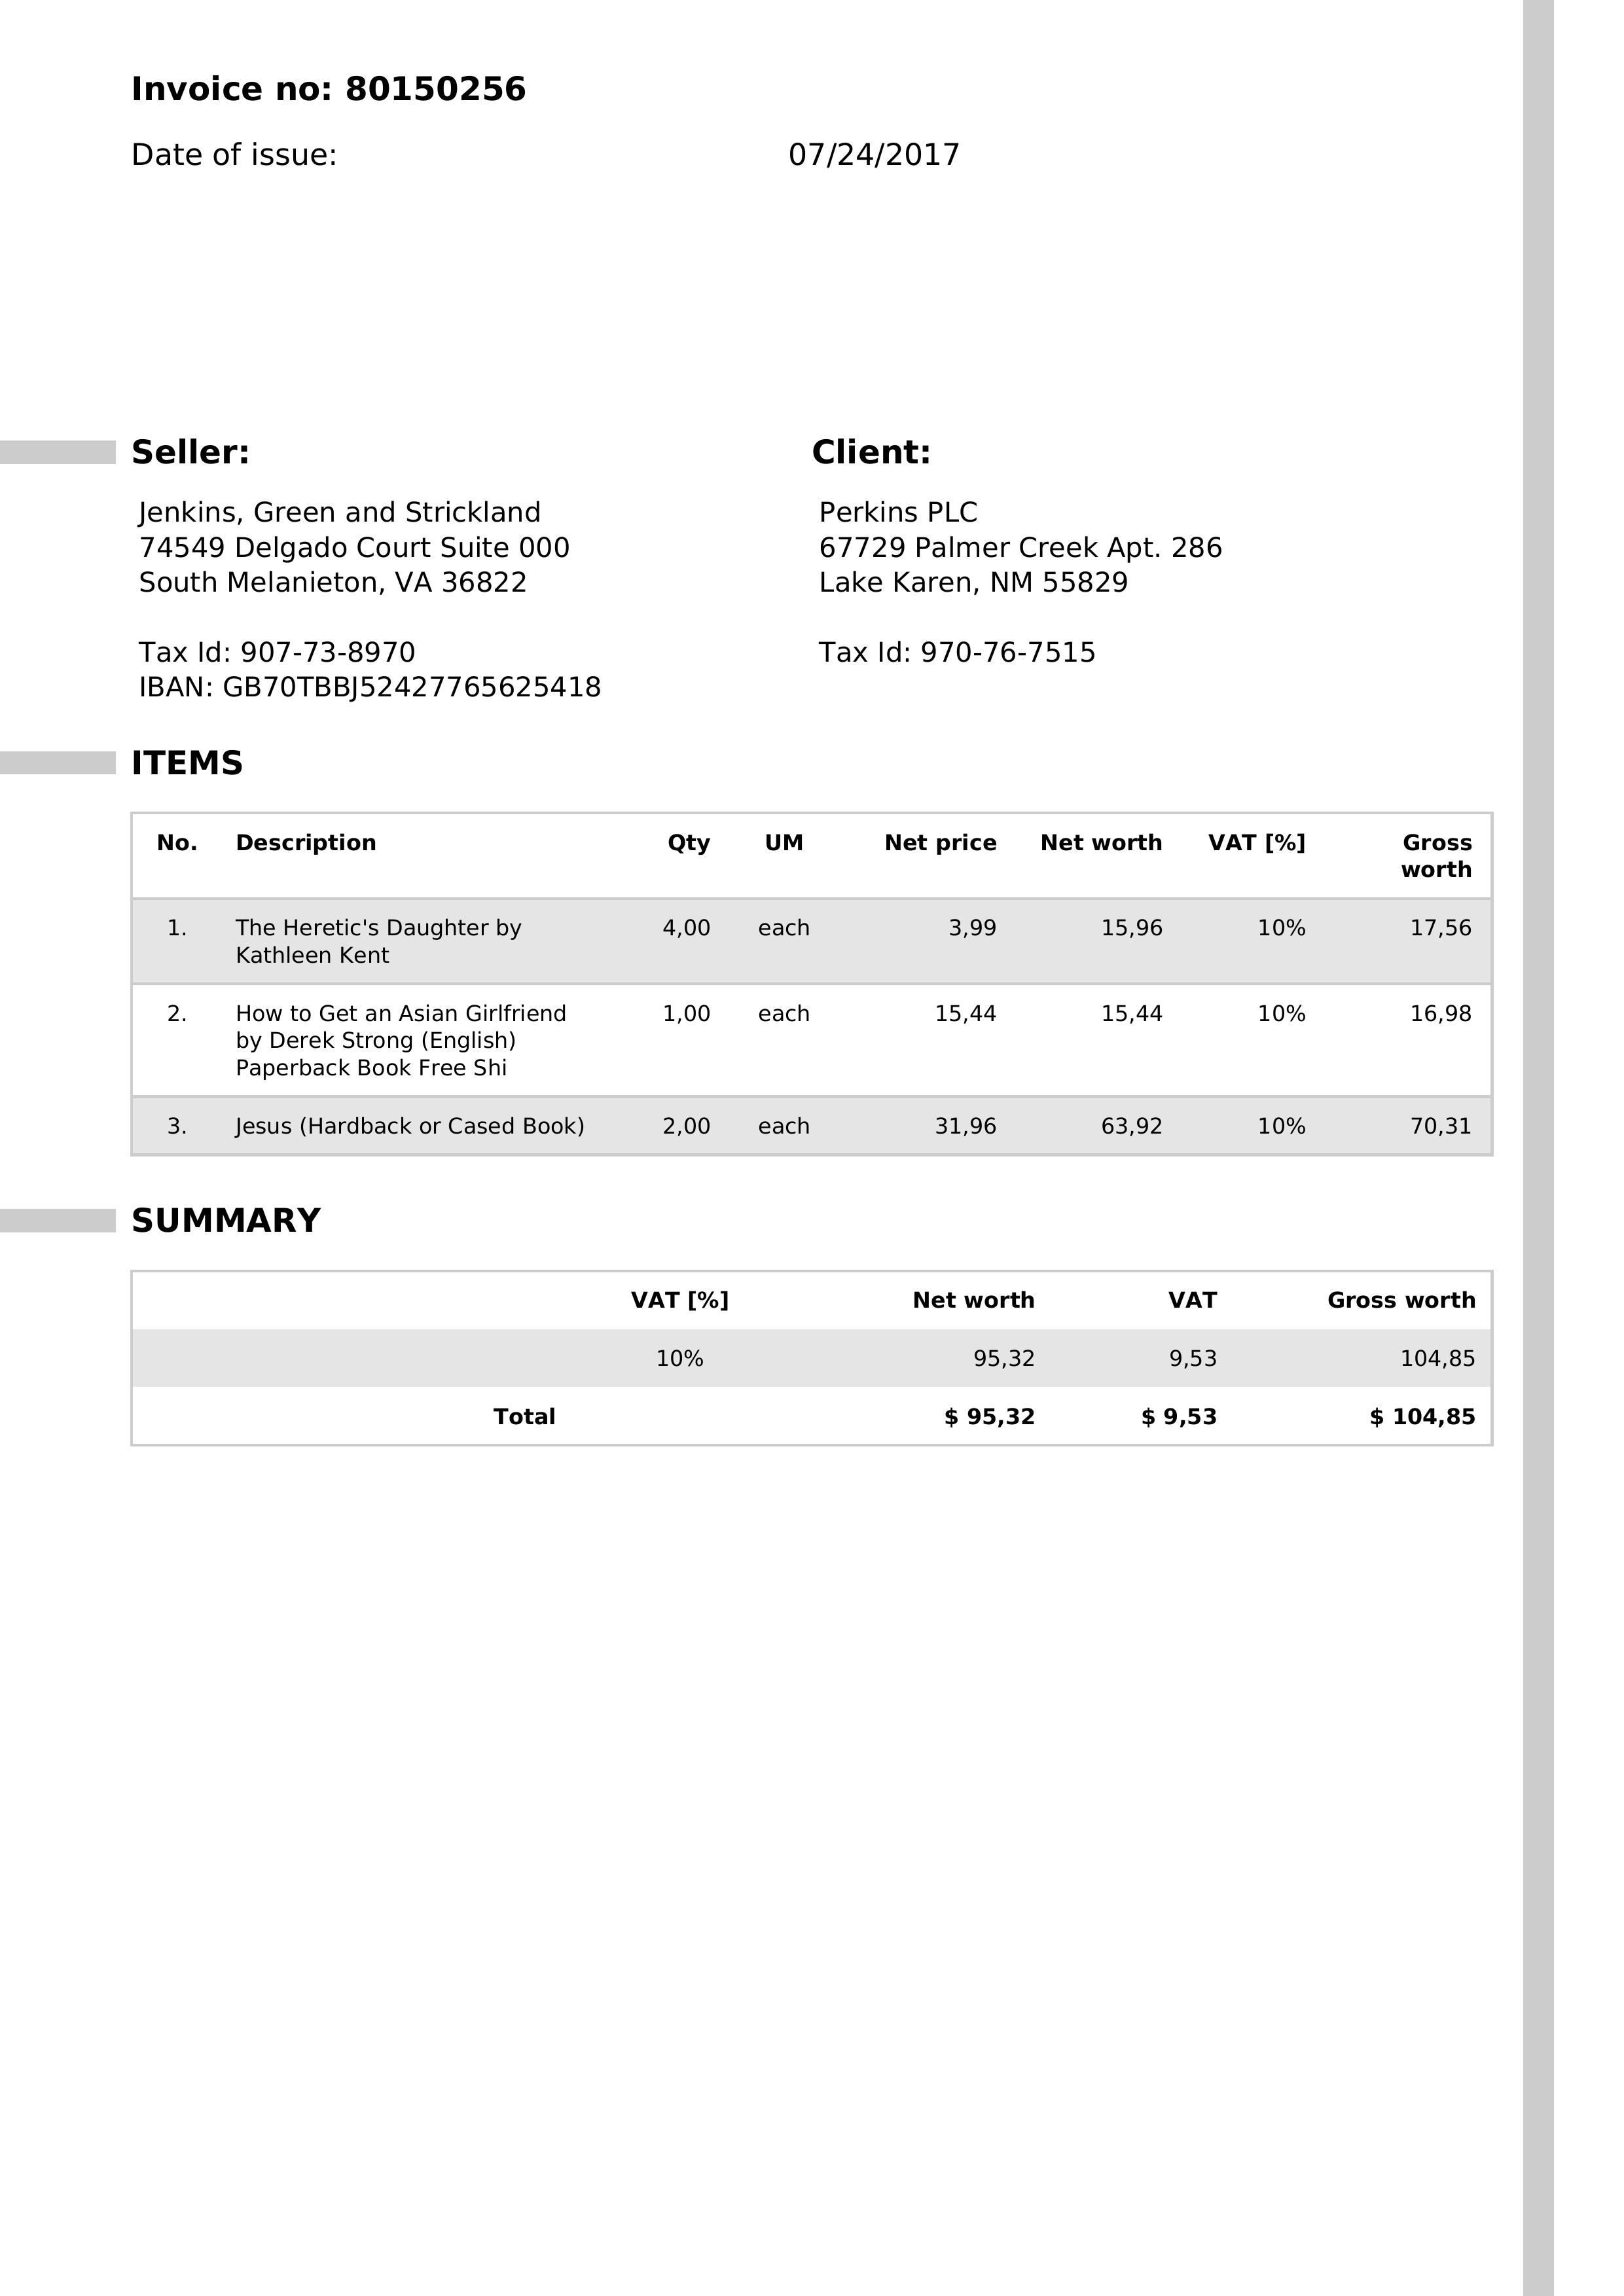 Invoice no: 80150256
Date of issue: 07/24/2017
Seller:
Jenkins, Green and Strickland
74549 Delgado Court Suite 000
South Melanieton, VA 36822
Tax Id: 907-73-8970
IBAN: GB70TBBJ52427765625418
Client:
Perkins PLC
67729 Palmer Creek Apt. 286
Lake Karen, NM 55829
Tax Id: 970-76-7515
ITEMS
No. Description Qty UM Net price Net worth VAT [%] Gross
worth
1. The Heretic's Daughter by 4,00 each 3,99 15,96 10% 17,56
Kathleen Kent
2. How to Get an Asian Girlfriend 1,00 each 15,44 15,44 10% 16,98
by Derek Strong (English)
Paperback Book Free Shi
3. Jesus (Hardback or Cased Book) 2,00 each 31,96 63,92 10% 70,31
SUMMARY
VAT [%] Net worth VAT Gross worth
10% 95,32 9,53 104,85
Total $ 95,32 $ 9,53 $ 104,85